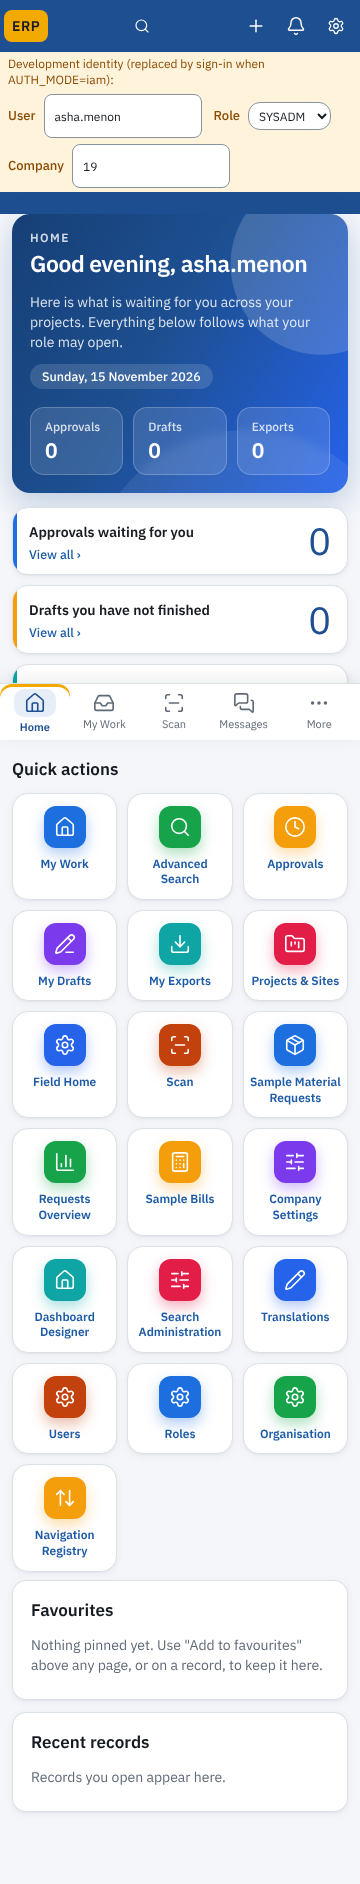 ERP
Development identity (replaced by sign-in when
AUTH_MODE=iam):
User asha.menon Role SYSADM
Company 19
HOME
Good evening, asha.menon
Here is what is waiting for you across your
projects. Everything below follows what your
role may open.
Sunday, 15 November 2026
Approvals Drafts Exports
0 0 0
Approvals waiting for you
View all ›
0
Drafts you have not finished
View all ›
0
Home My Work Scan Messages More
Quick actions
My Work Advanced Approvals
Search
My Drafts My Exports Projects & Sites
Field Home Scan Sample Material
Requests
Requests Sample Bills Company
Overview Settings
Dashboard Search Translations
Designer Administration
Users Roles Organisation
Navigation
Registry
Favourites
Nothing pinned yet. Use "Add to favourites"
above any page, or on a record, to keep it here.
Recent records
Records you open appear here.